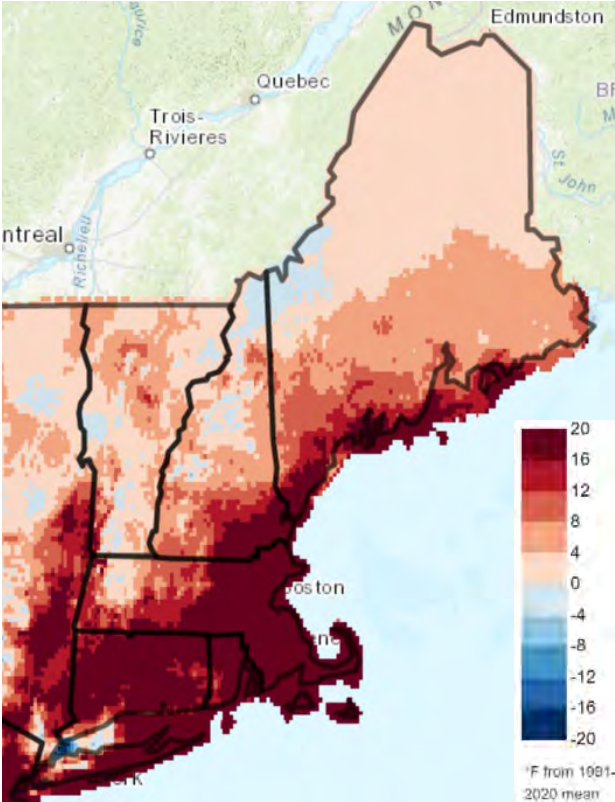 Edmundston
MON
Quebec
Trois-
Rivieres
St. John
ntreal
Richelieu
oston
20
16
12
8
4
0
-4
-8
-12
-16
-20
°F from 1991-
2020 mean